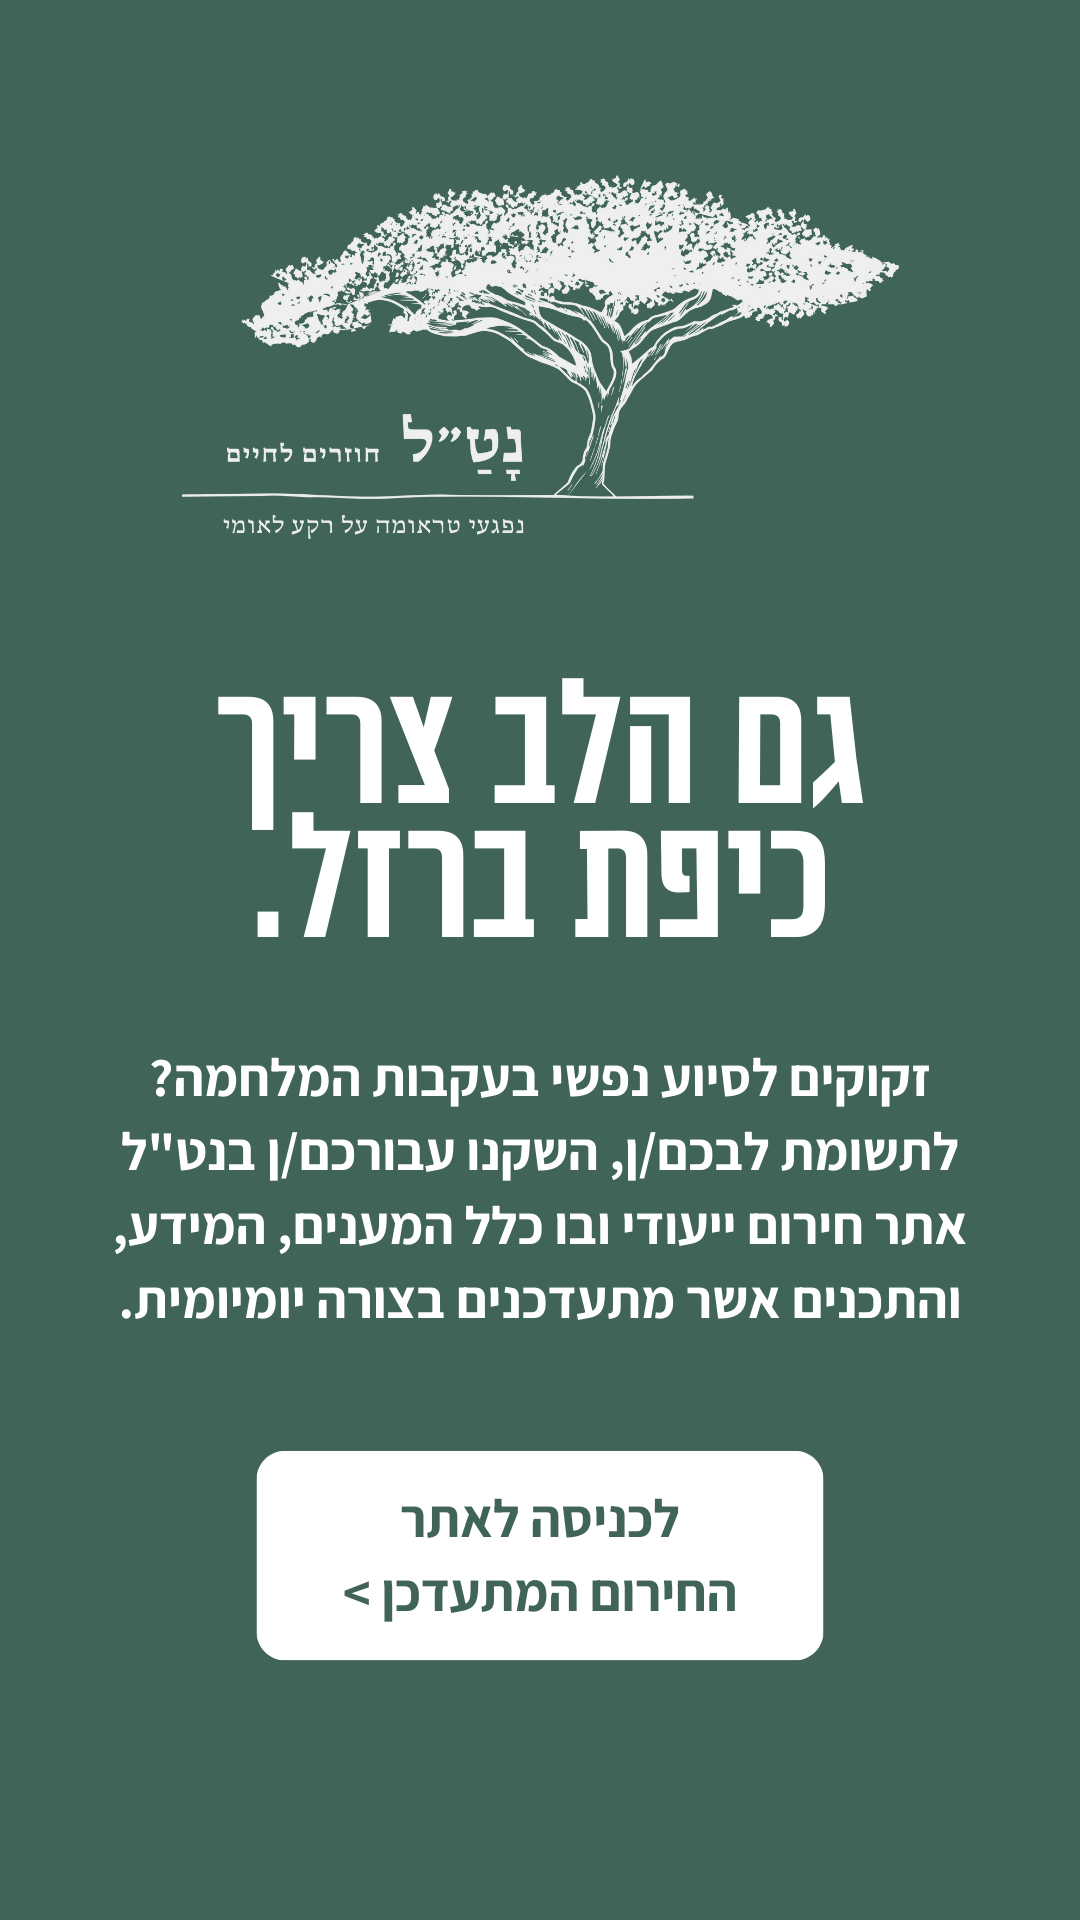 נָטַ״ל חוזרים לחיים
נפגעי טראומה על רקע לאומי
גם הלב צריך
כיפת ברזל.
זקוקים לסיוע נפשי בעקבות המלחמה?
לתשומת לבכם/ן, השקנו עבורכם/ן בנט"ל
אתר חירום ייעודי ובו כלל המענים, המידע,
והתכנים אשר מתעדכנים בצורה יומיומית.
לכניסה לאתר
החירום המתעדכן >